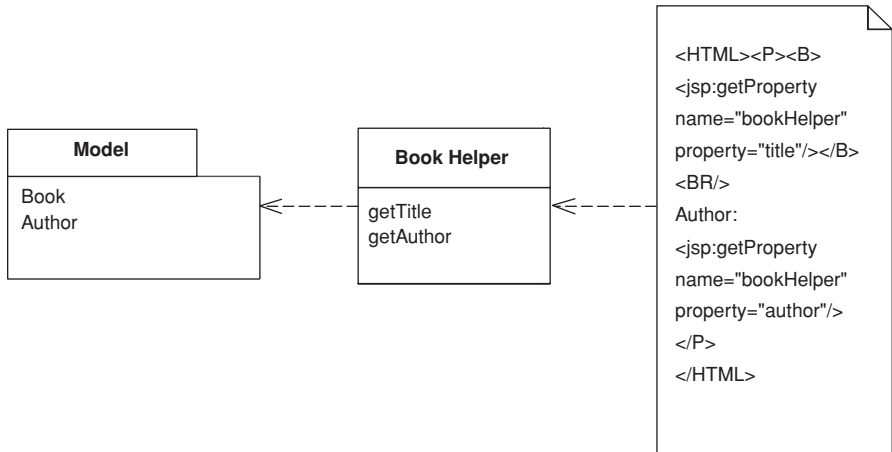 Model
Book
Author
Book Helper
getTitle
getAuthor
<HTML><P><B>
<jsp:getProperty
name="bookHelper"
property="title"/></B>
<BR/>
Author:
<jsp:getProperty
name="bookHelper"
property="author"/>
</P>
</HTML>